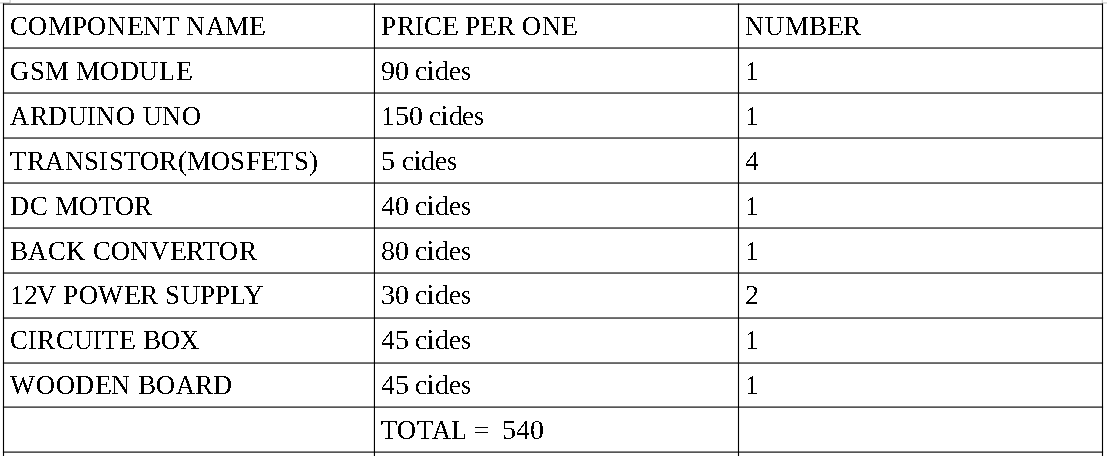 COMPONENT NAME PRICE PER ONE NUMBER
GSM MODULE 90 cides 1
ARDUINO UNO 150 cides 1
TRANSISTOR(MOSFETS) 5 cides 4
DC MOTOR 40 cides 1
BACK CONVERTOR 80 cides 1
12V POWER SUPPLY 30 cides 2
CIRCUITE BOX 45 cides 1
WOODEN BOARD 45 cides 1
TOTAL = 540